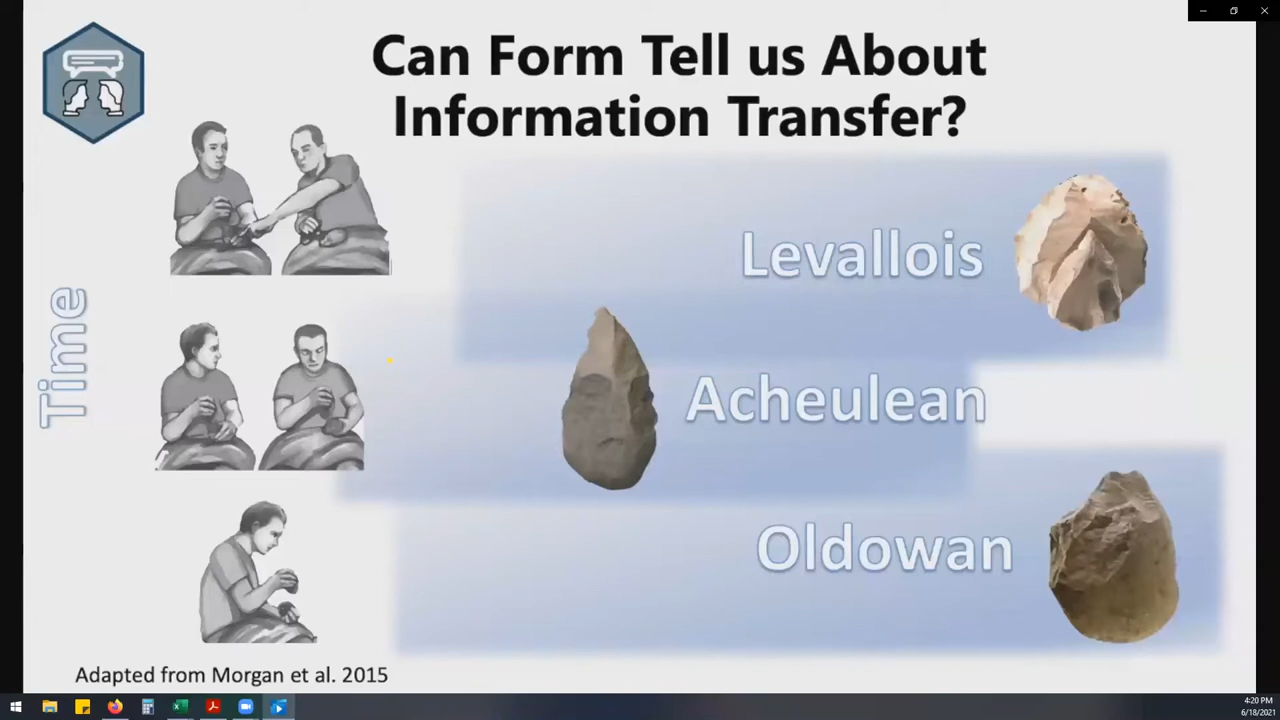 Can Form Tell us About
Information Transfer?
Levallois
Time
Acheulean
Oldowan
Adapted from Morgan et al. 2015
4:20 PM
6/18/2021